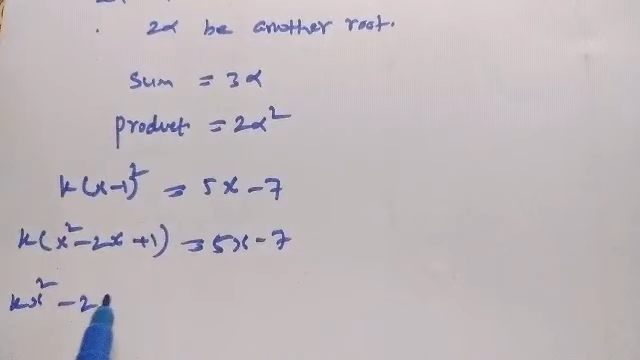 . 2α be another root.
sum = 3α
product = 2α²
k(x-1)² = 5x-7
k(x²-2x+1) = 5x-7
kx² - 2